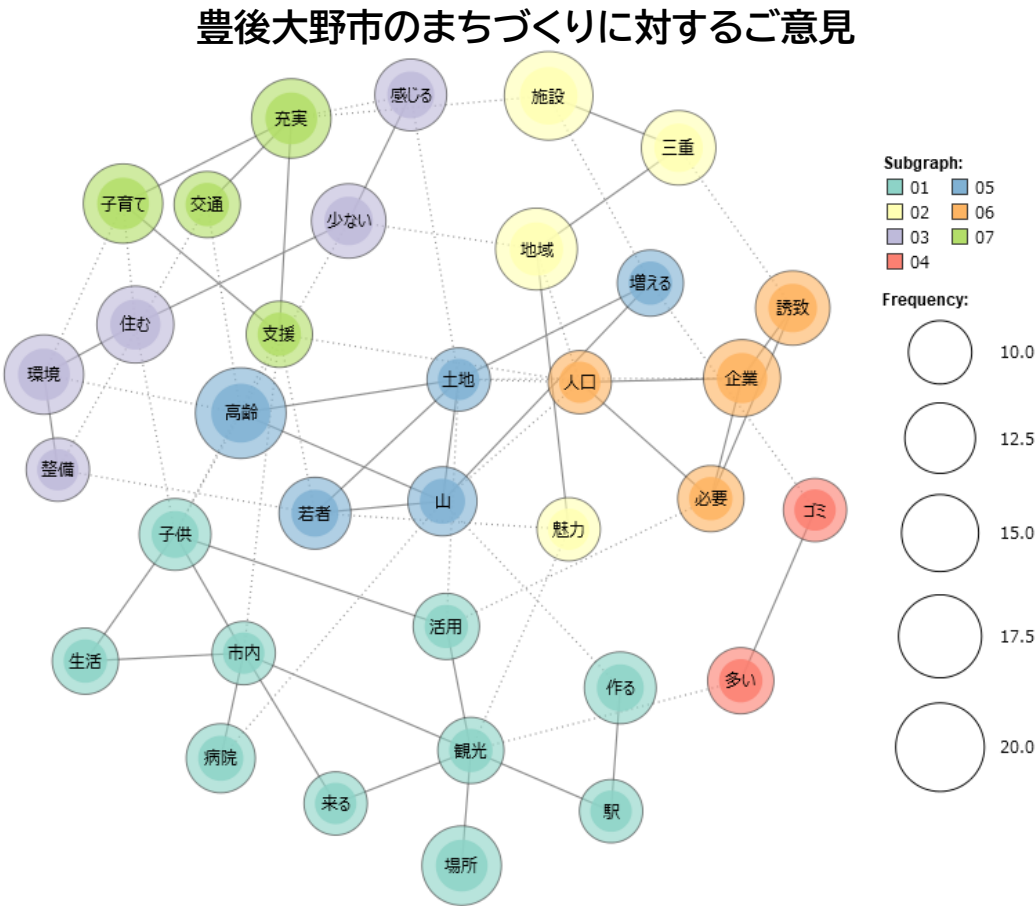 豊後大野市のまちづくりに対するご意見
感じる
施設
充実
三重
子育て
交通
少ない
地域
増える
誘致
住む
支援
環境
土地
人口
企業
高齢
整備
若者
山
必要
ゴミ
魅力
子供
活用
市内
生活
作る
多い
観光
病院
来る
駅
場所
Subgraph:
01 05
02 06
03 07
04
Frequency:
10.0
12.5
15.0
17.5
20.0